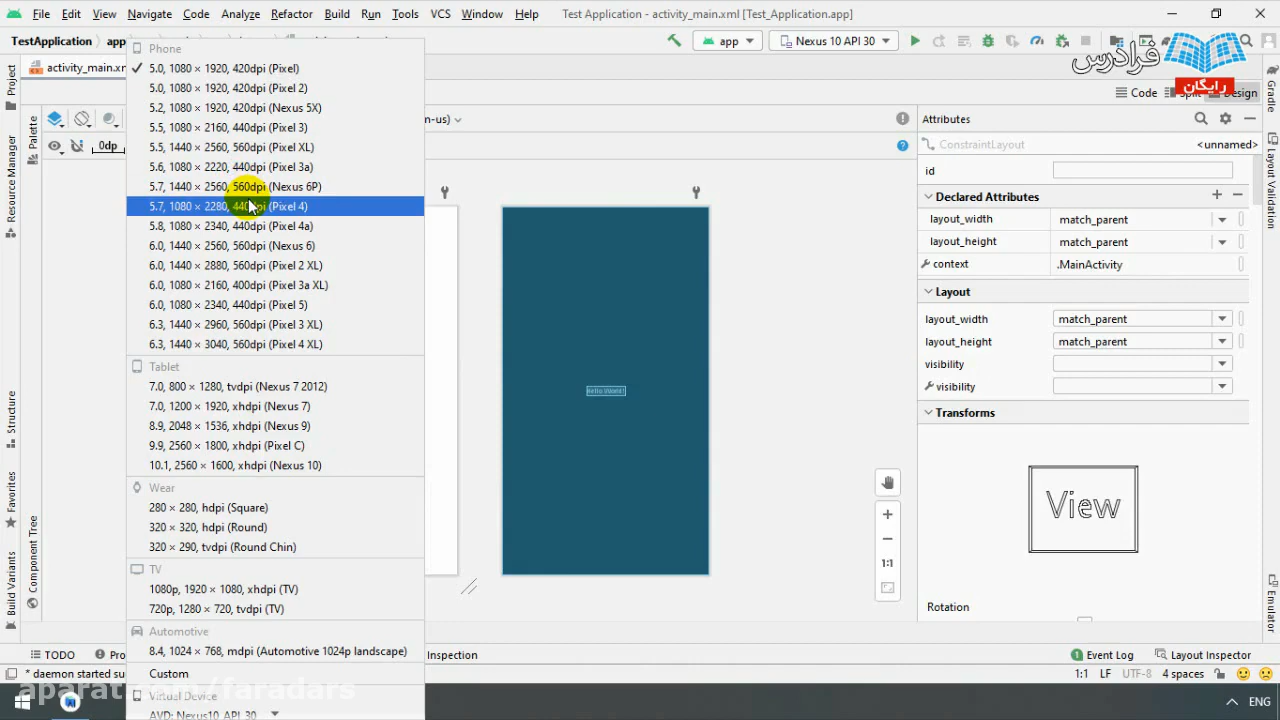 File Edit View Navigate Code Analyze Refactor Build Run Tools VCS Window Help Test Application - activity_main.xml [Test_Application.app]
TestApplication app
app Nexus 10 API 30
فرادرس
رایگان
activity_main.xm
Code Split Design
Phone
5.0, 1080 × 1920, 420dpi (Pixel)
5.0, 1080 × 1920, 420dpi (Pixel 2)
5.2, 1080 × 1920, 420dpi (Nexus 5X)
5.5, 1080 × 2160, 440dpi (Pixel 3)
5.5, 1440 × 2560, 560dpi (Pixel XL)
5.6, 1080 × 2220, 440dpi (Pixel 3a)
5.7, 1440 × 2560, 560dpi (Nexus 6P)
5.7, 1080 × 2280, 440dpi (Pixel 4)
5.8, 1080 × 2340, 440dpi (Pixel 4a)
6.0, 1440 × 2560, 560dpi (Nexus 6)
6.0, 1440 × 2880, 560dpi (Pixel 2 XL)
6.0, 1080 × 2160, 400dpi (Pixel 3a XL)
6.0, 1080 × 2340, 440dpi (Pixel 5)
6.3, 1440 × 2960, 560dpi (Pixel 3 XL)
6.3, 1440 × 3040, 560dpi (Pixel 4 XL)
Tablet
7.0, 800 × 1280, tvdpi (Nexus 7 2012)
7.0, 1200 × 1920, xhdpi (Nexus 7)
8.9, 2048 × 1536, xhdpi (Nexus 9)
9.9, 2560 × 1800, xhdpi (Pixel C)
10.1, 2560 × 1600, xhdpi (Nexus 10)
Wear
280 × 280, hdpi (Square)
320 × 320, hdpi (Round)
320 × 290, tvdpi (Round Chin)
TV
1080p, 1920 × 1080, xhdpi (TV)
720p, 1280 × 720, tvdpi (TV)
Automotive
8.4, 1024 × 768, mdpi (Automotive 1024p landscape)
Custom
Virtual Device
AVD: Nexus10 API 30
Project
Resource Manager
Structure
Favorites
Build Variants
Palette
Component Tree
0dp
n-us)
Hello World!
1:1
Attributes
ConstraintLayout <unnamed>
id
Declared Attributes
layout_width match_parent
layout_height match_parent
context .MainActivity
Layout
layout_width match_parent
layout_height match_parent
visibility
visibility
Transforms
View
Rotation
Gradle
Layout Validation
Emulator
TODO Pro Inspection Event Log Layout Inspector
* daemon started su 1:1 LF UTF-8 4 spaces
ENG